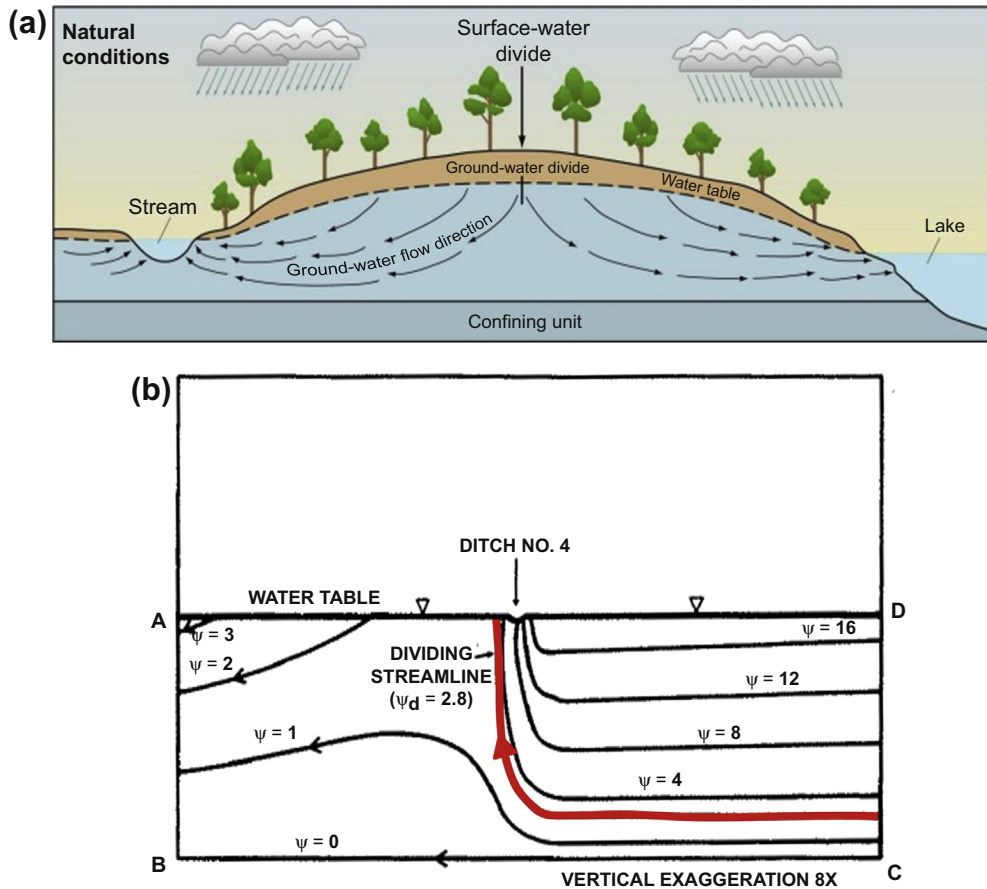 (a)
Natural
conditions
Surface-water
divide
Ground-water divide
Water table
Stream
Lake
Ground-water flow direction
Confining unit
(b)
DITCH NO. 4
WATER TABLE
A
D
ψ = 3
ψ = 16
ψ = 2
DIVIDING
STREAMLINE
(ψd = 2.8)
ψ = 12
ψ = 1
ψ = 8
ψ = 4
ψ = 0
B
C
VERTICAL EXAGGERATION 8X